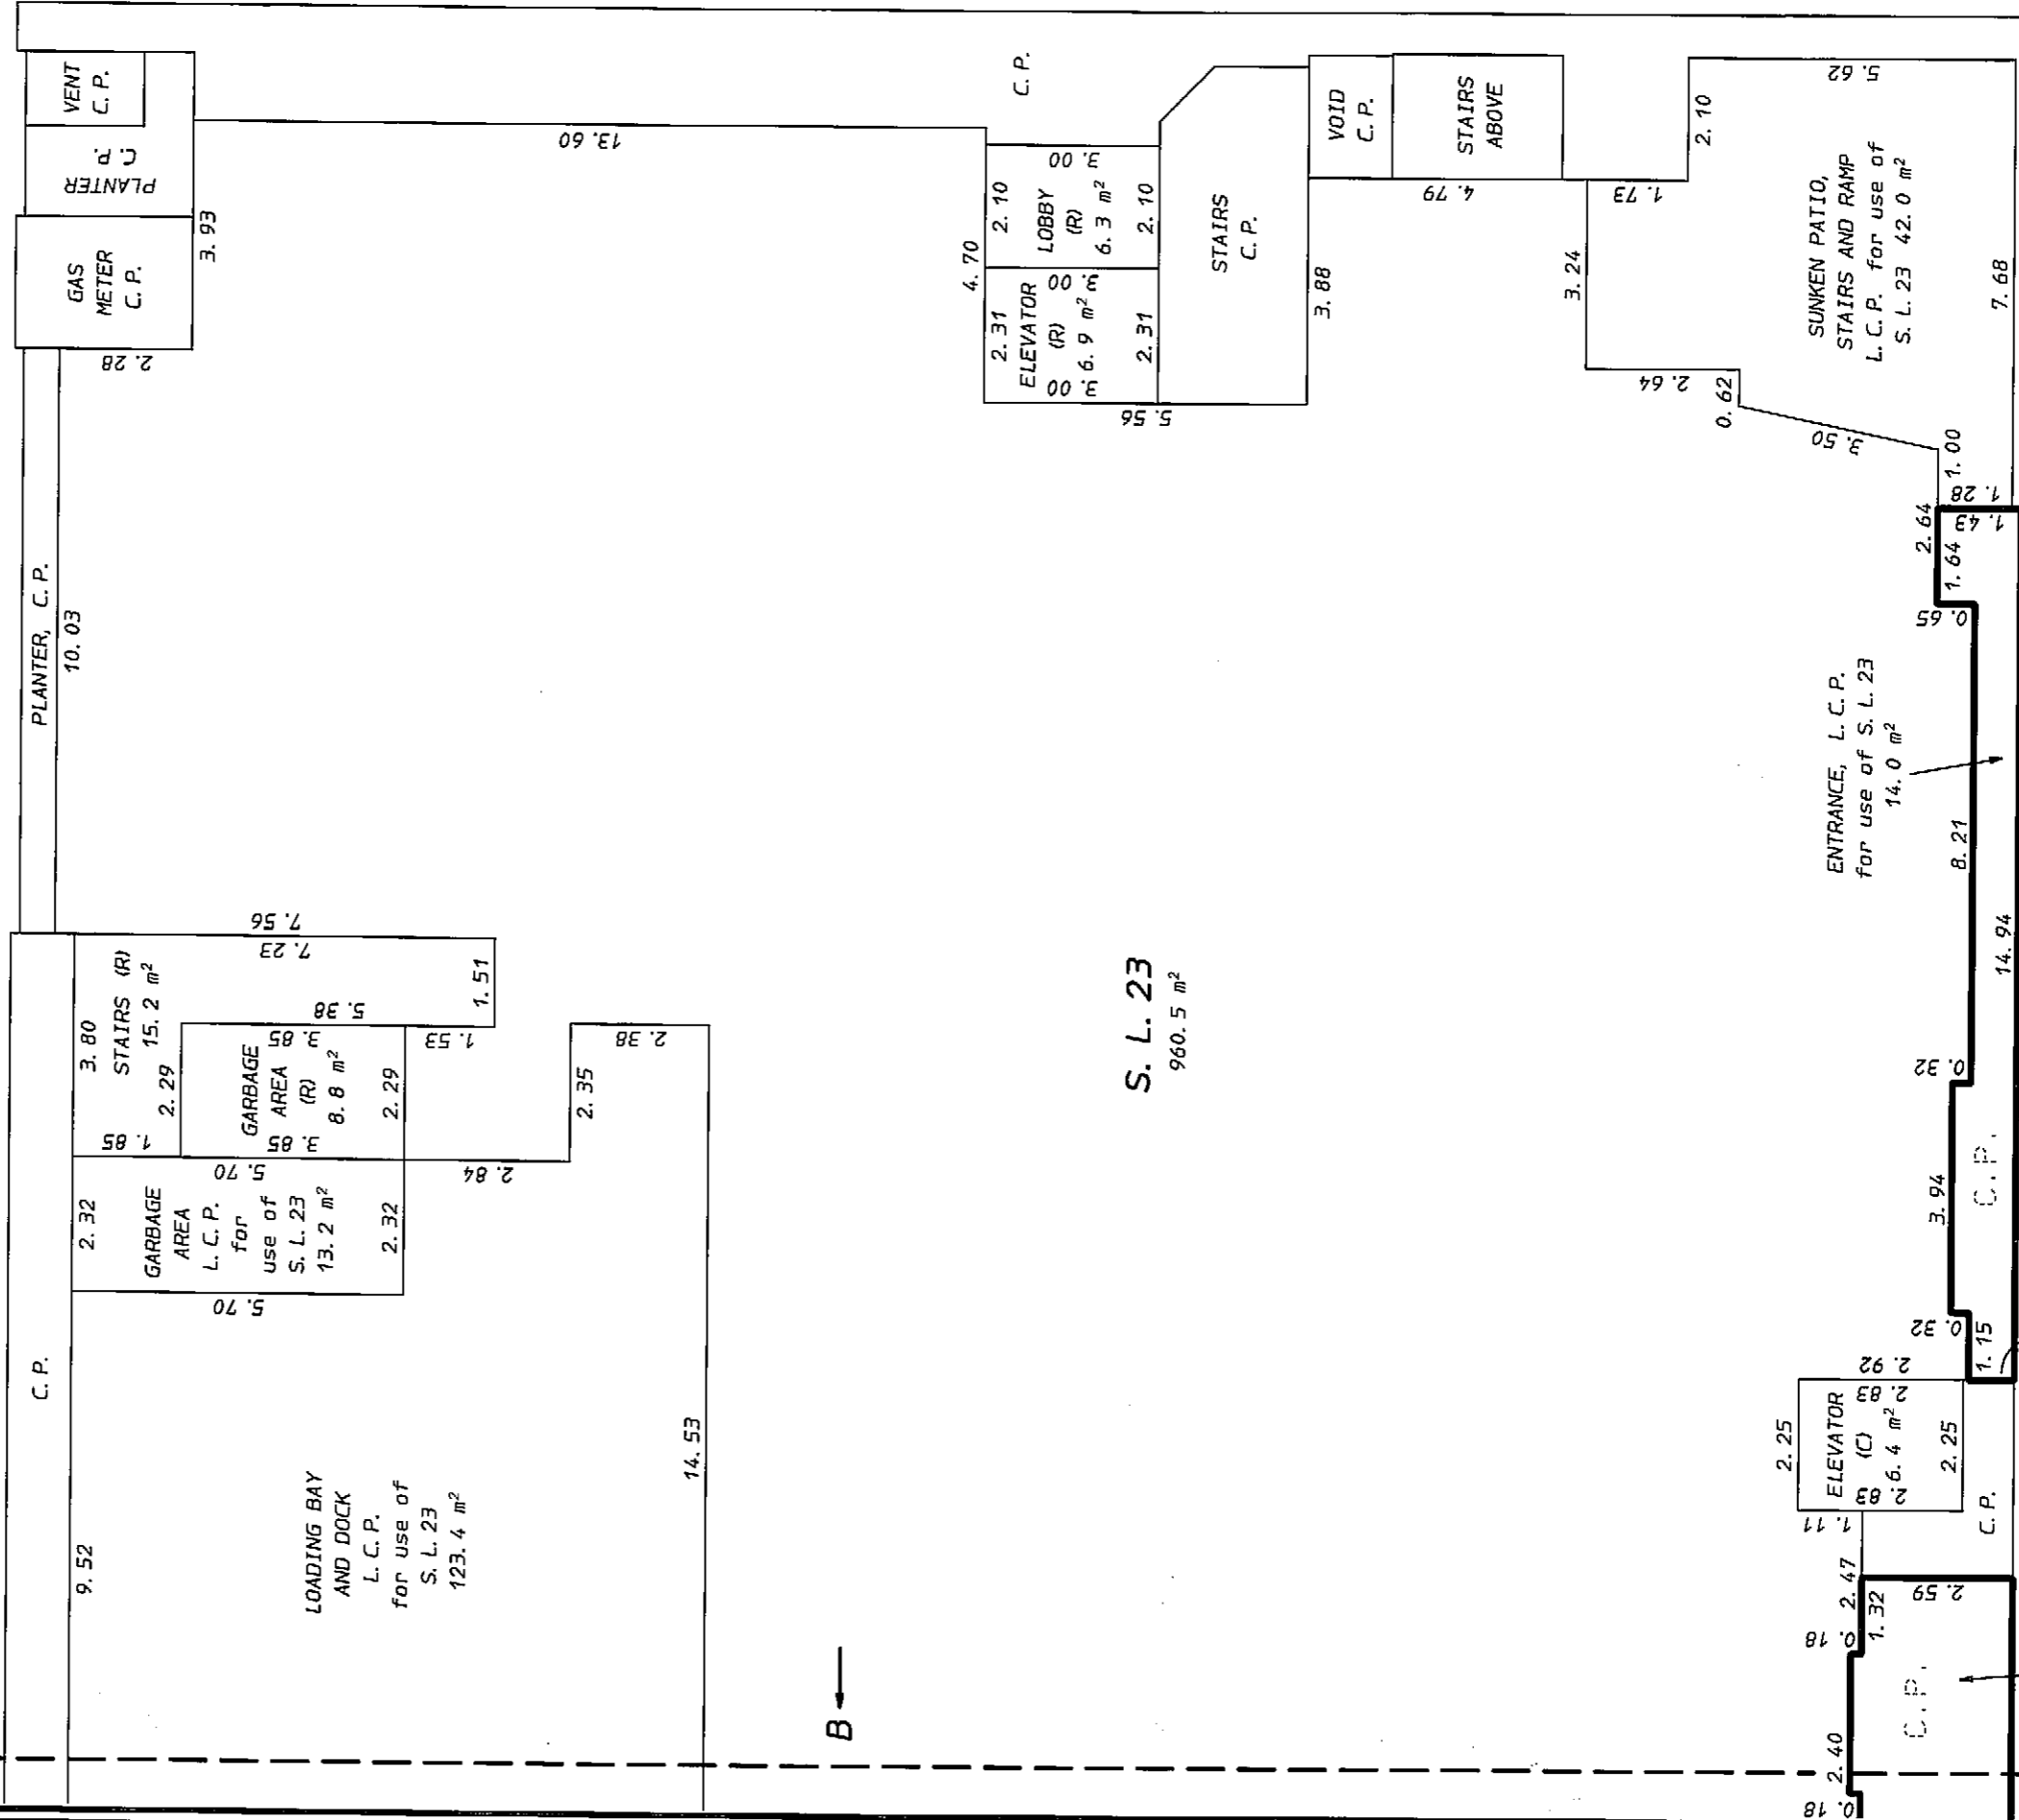 VENT
C. P.
PLANTER
C. P.
GAS
METER
C. P.
3. 93
2. 28
PLANTER, C. P.
10. 03
13. 60
C. P.
4. 70
2. 10
3. 00
LOBBY
(R)
6. 3 m²
2. 10
2. 31
3. 00
ELEVATOR
(R)
6. 9 m²
3. 00
2. 31
5. 56
STAIRS
C. P.
3. 88
VOID
C. P.
STAIRS
ABOVE
4. 79
1. 73
2. 10
5. 62
3. 24
2. 64
0. 62
3. 50
1. 00
1. 28
SUNKEN PATIO,
STAIRS AND RAMP
L. C. P. for use of
S. L. 23 42. 0 m²
7. 68
7. 56
7. 23
STAIRS (R)
15. 2 m²
3. 80
2. 29
1. 51
5. 38
3. 85
1. 53
GARBAGE
AREA
(R)
8. 8 m²
2. 29
1. 85
3. 85
5. 70
2. 84
2. 35
2. 38
2. 32
GARBAGE
AREA
L. C. P.
for
use of
S. L. 23
13. 2 m²
2. 32
5. 70
C. P.
9. 52
LOADING BAY
AND DOCK
L. C. P.
for use of
S. L. 23
123. 4 m²
14. 53
B
S. L. 23
960. 5 m²
2. 64
1. 64
1. 43
0. 65
ENTRANCE, L. C. P.
for use of S. L. 23
14. 0 m²
8. 21
14. 94
0. 32
3. 94
C. P.
0. 32
1. 15
2. 92
2. 25
ELEVATOR
(C)
6. 4 m²
2. 83
2. 83
2. 25
1. 11
C. P.
2. 47
1. 32
2. 59
0. 18
C. P.
2. 40
0. 18